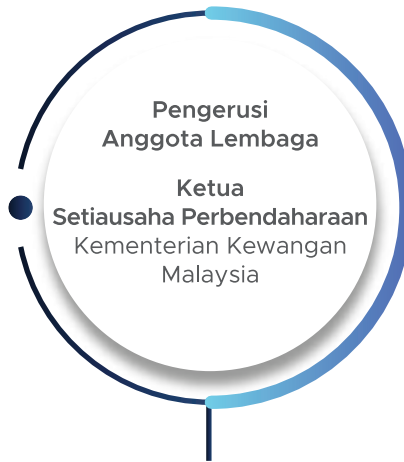 Pengerusi
Anggota Lembaga
Ketua
Setiausaha Perbendaharaan
Kementerian Kewangan
Malaysia